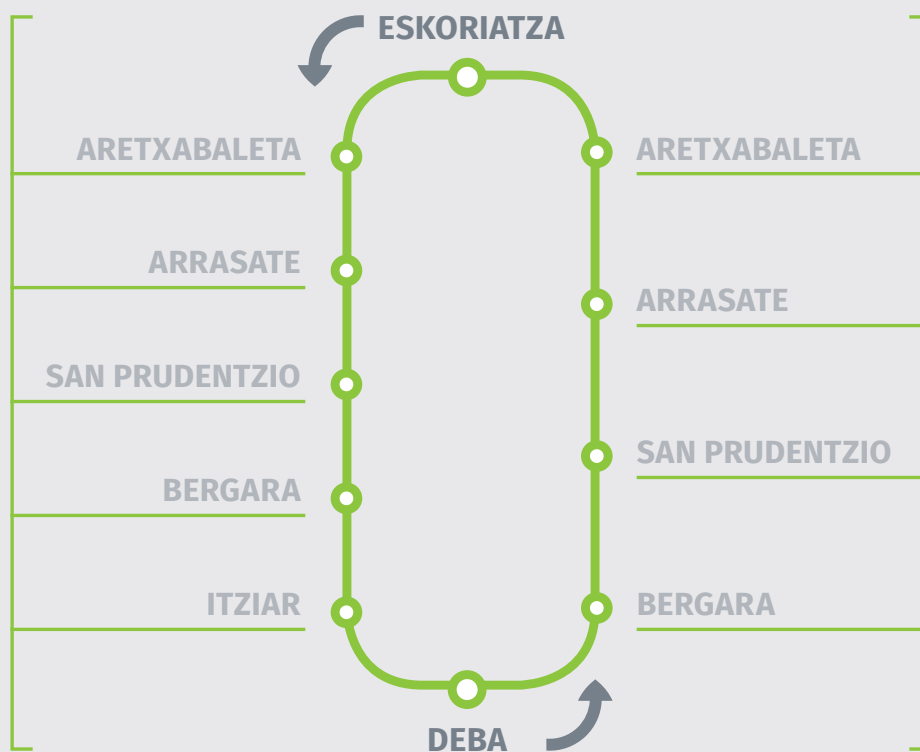 ESKORIATZA
ARETXABALETA
ARRASATE
SAN PRUDENTZIO
BERGARA
ITZIAR
DEBA
ARETXABALETA
ARRASATE
SAN PRUDENTZIO
BERGARA